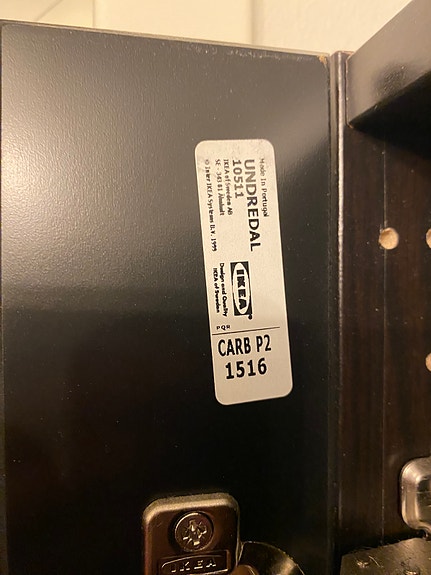 Made in Portugal
UNDREDAL
10511
IKEA of Sweden AB
SE - 343 81 Älmhult
© Inter IKEA Systems B.V. 1999
IKEA®
Design and Quality
IKEA of Sweden
PQR
CARB P2
1516
IKEA